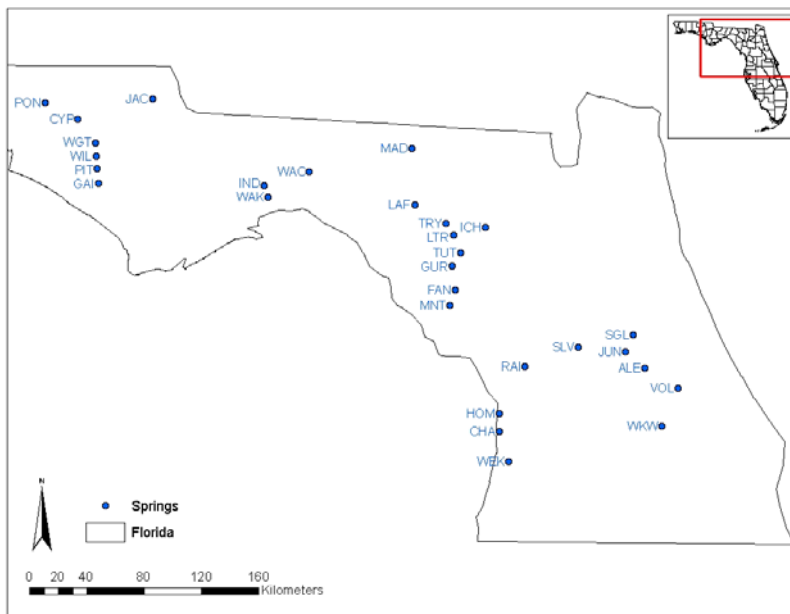 PON
JAC
CYP
WGT
WIL
PIT
GAI
MAD
WAC
IND
WAK
LAF
TRY
ICH
LTR
TUT
GUR
FAN
MNT
SGL
SLV
JUN
RAI
ALE
VOL
HOM
CHA
WKW
WEK
N
Springs
Florida
0 20 40 80 120 160
Kilometers